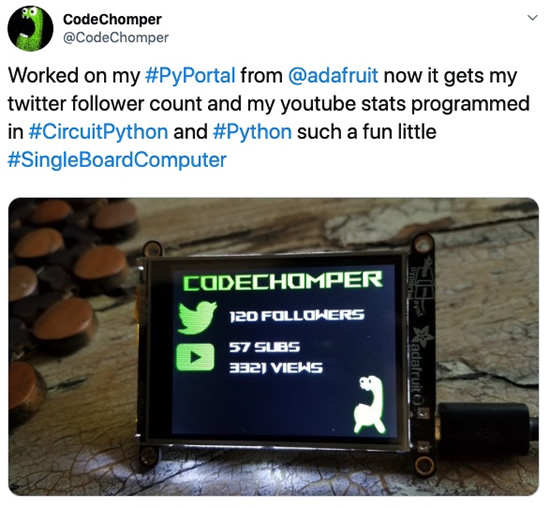 CodeChomper
@CodeChomper
Worked on my #PyPortal from @adafruit now it gets my
twitter follower count and my youtube stats programmed
in #CircuitPython and #Python such a fun little
#SingleBoardComputer
CODECHOMPER
120 FOLLOWERS
57 SUBS
3321 VIEWS
adafruit